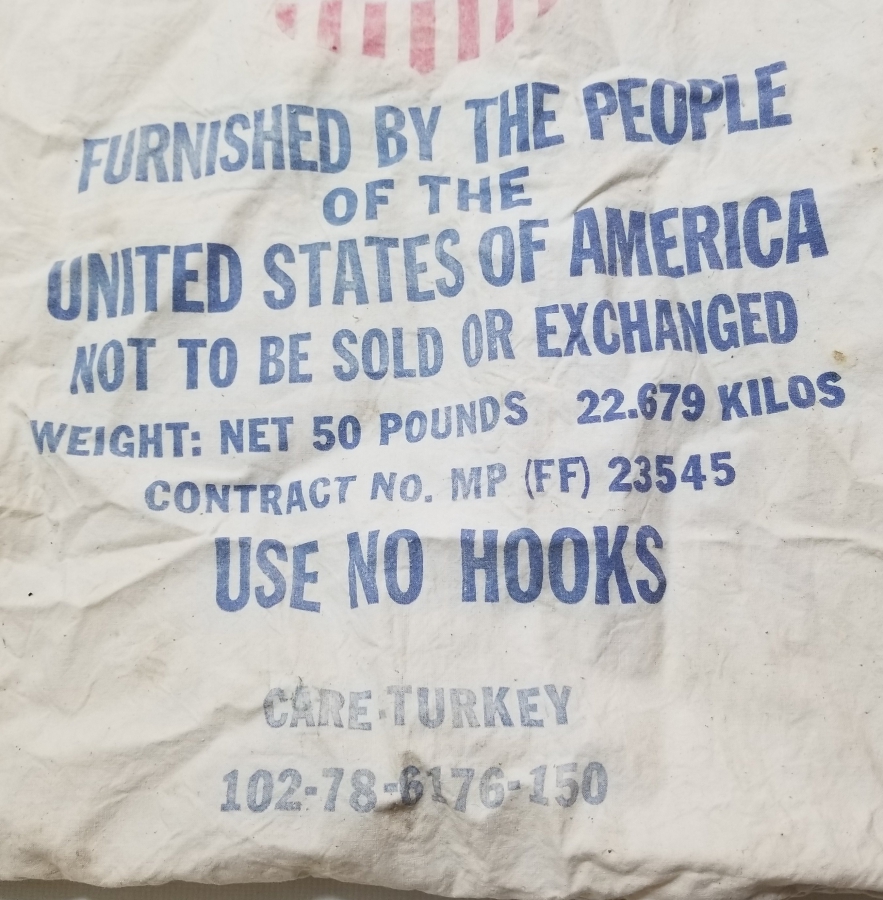 FURNISHED BY THE PEOPLE
OF THE
UNITED STATES OF AMERICA
NOT TO BE SOLD OR EXCHANGED
WEIGHT: NET 50 POUNDS 22.679 KILOS
CONTRACT NO. MP (FF) 23545
USE NO HOOKS
CARE-TURKEY
102-78-6176-150